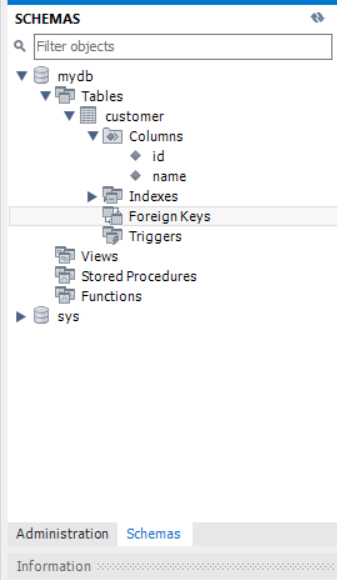 SCHEMAS
Filter objects
mydb
Tables
customer
Columns
id
name
Indexes
Foreign Keys
Triggers
Views
Stored Procedures
Functions
sys
Administration Schemas
Information